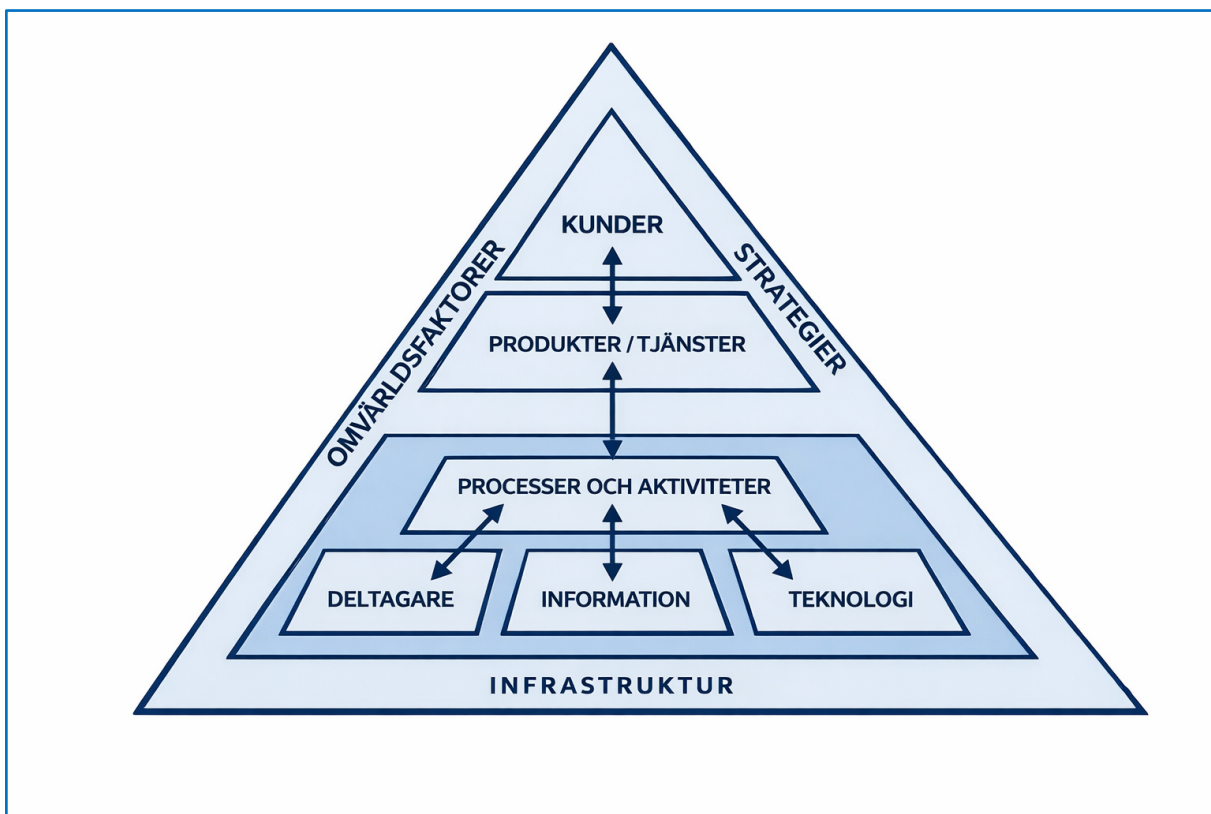 KUNDER
OMVÄRLDSFAKTORER
STRATEGIER
PRODUKTER / TJÄNSTER
PROCESSER OCH AKTIVITETER
DELTAGARE
INFORMATION
TEKNOLOGI
INFRASTRUKTUR